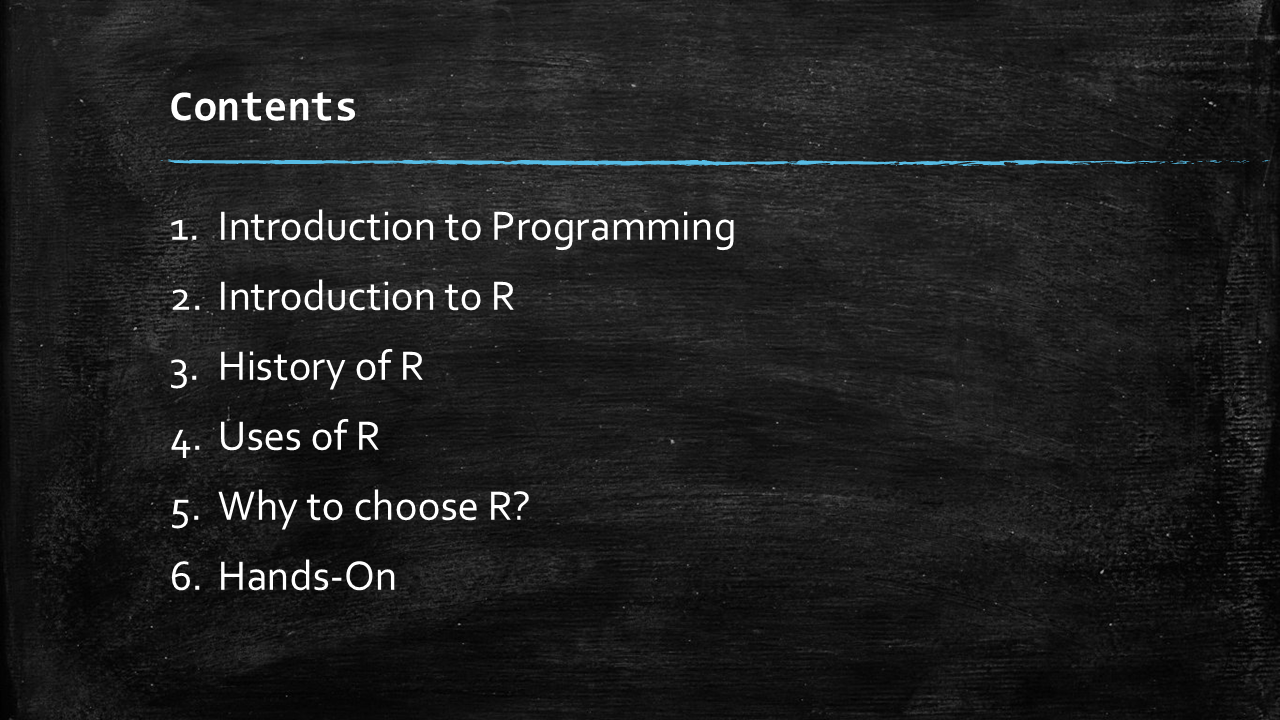 Contents
1. Introduction to Programming
2. Introduction to R
3. History of R
4. Uses of R
5. Why to choose R?
6. Hands-On